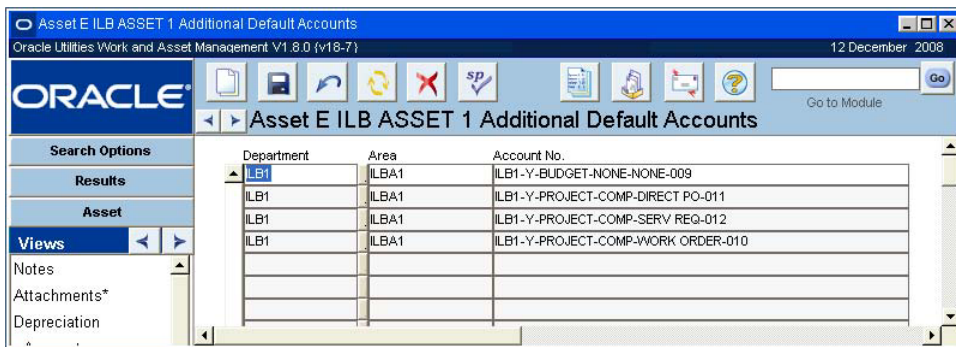 Asset E ILB ASSET 1 Additional Default Accounts
Oracle Utilities Work and Asset Management V1.8.0 (v18-7} 12 December 2008
ORACLE
sp
Go
Go to Module
Asset E ILB ASSET 1 Additional Default Accounts
Search Options
Results
Asset
Views
Notes
Attachments*
Depreciation
Department Area Account No.
ILB1 ILBA1 ILB1-Y-BUDGET-NONE-NONE-009
ILB1 ILBA1 ILB1-Y-PROJECT-COMP-DIRECT PO-011
ILB1 ILBA1 ILB1-Y-PROJECT-COMP-SERV REQ-012
ILB1 ILBA1 ILB1-Y-PROJECT-COMP-WORK ORDER-010